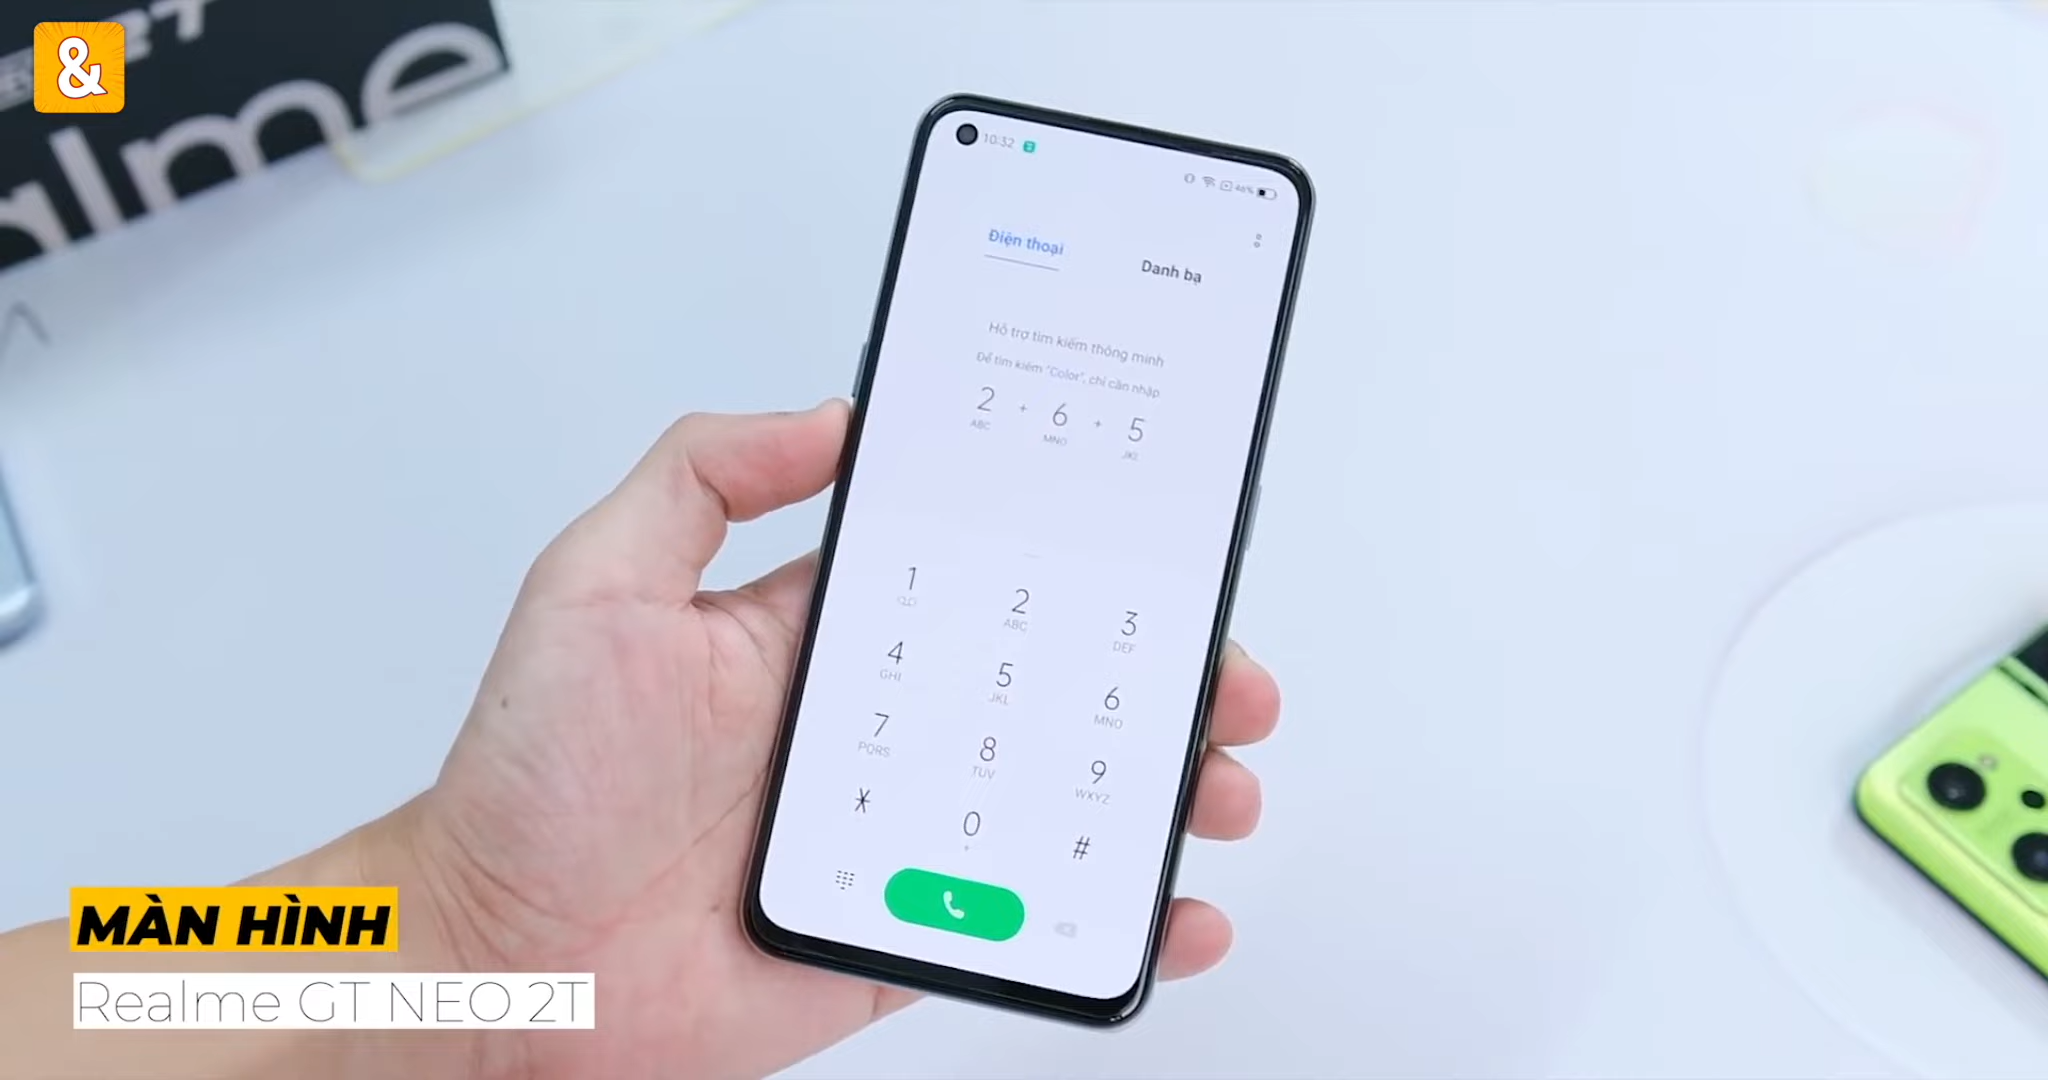 &
realme
10:32
46%
Điện thoại
Danh bạ
Hỗ trợ tìm kiếm thông minh
Để tìm kiếm "Color", chỉ cần nhập
2 + 6 + 5
ABC MNO JKL
1 2 3
ABC DEF
4 5 6
GHI JKL MNO
7 8 9
PQRS TUV WXYZ
* 0 #
+
MÀN HÌNH
Realme GT NEO 2T